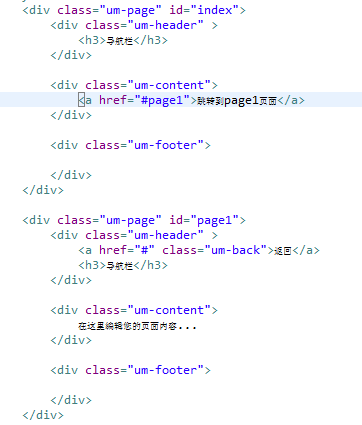 <div class="um-page" id="index">
<div class="um-header" >
<h3>导航栏</h3>
</div>
<div class="um-content">
<a href="#page1">跳转到page1页面</a>
</div>
<div class="um-footer">
</div>
</div>
<div class="um-page" id="page1">
<div class="um-header" >
<a href="#" class="um-back">返回</a>
<h3>导航栏</h3>
</div>
<div class="um-content">
在这里编辑您的页面内容...
</div>
<div class="um-footer">
</div>
</div>